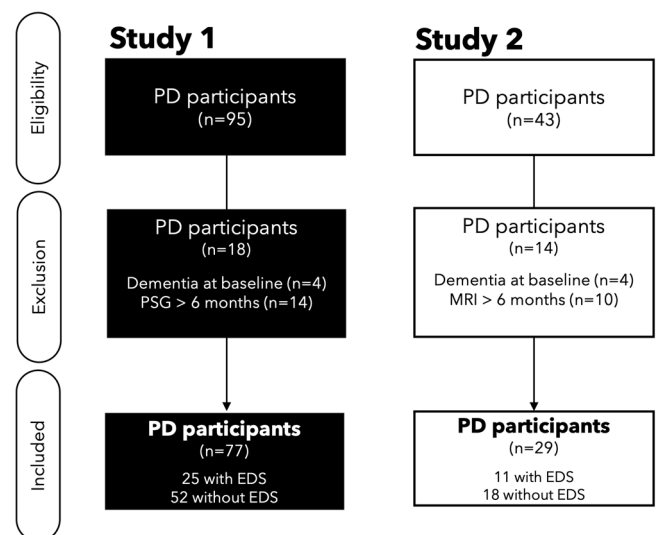 Study 1
Study 2
Eligibility
PD participants
(n=95)
PD participants
(n=43)
Exclusion
PD participants
(n=18)
Dementia at baseline (n=4)
PSG > 6 months (n=14)
PD participants
(n=14)
Dementia at baseline (n=4)
MRI > 6 months (n=10)
Included
PD participants
(n=77)
25 with EDS
52 without EDS
PD participants
(n=29)
11 with EDS
18 without EDS